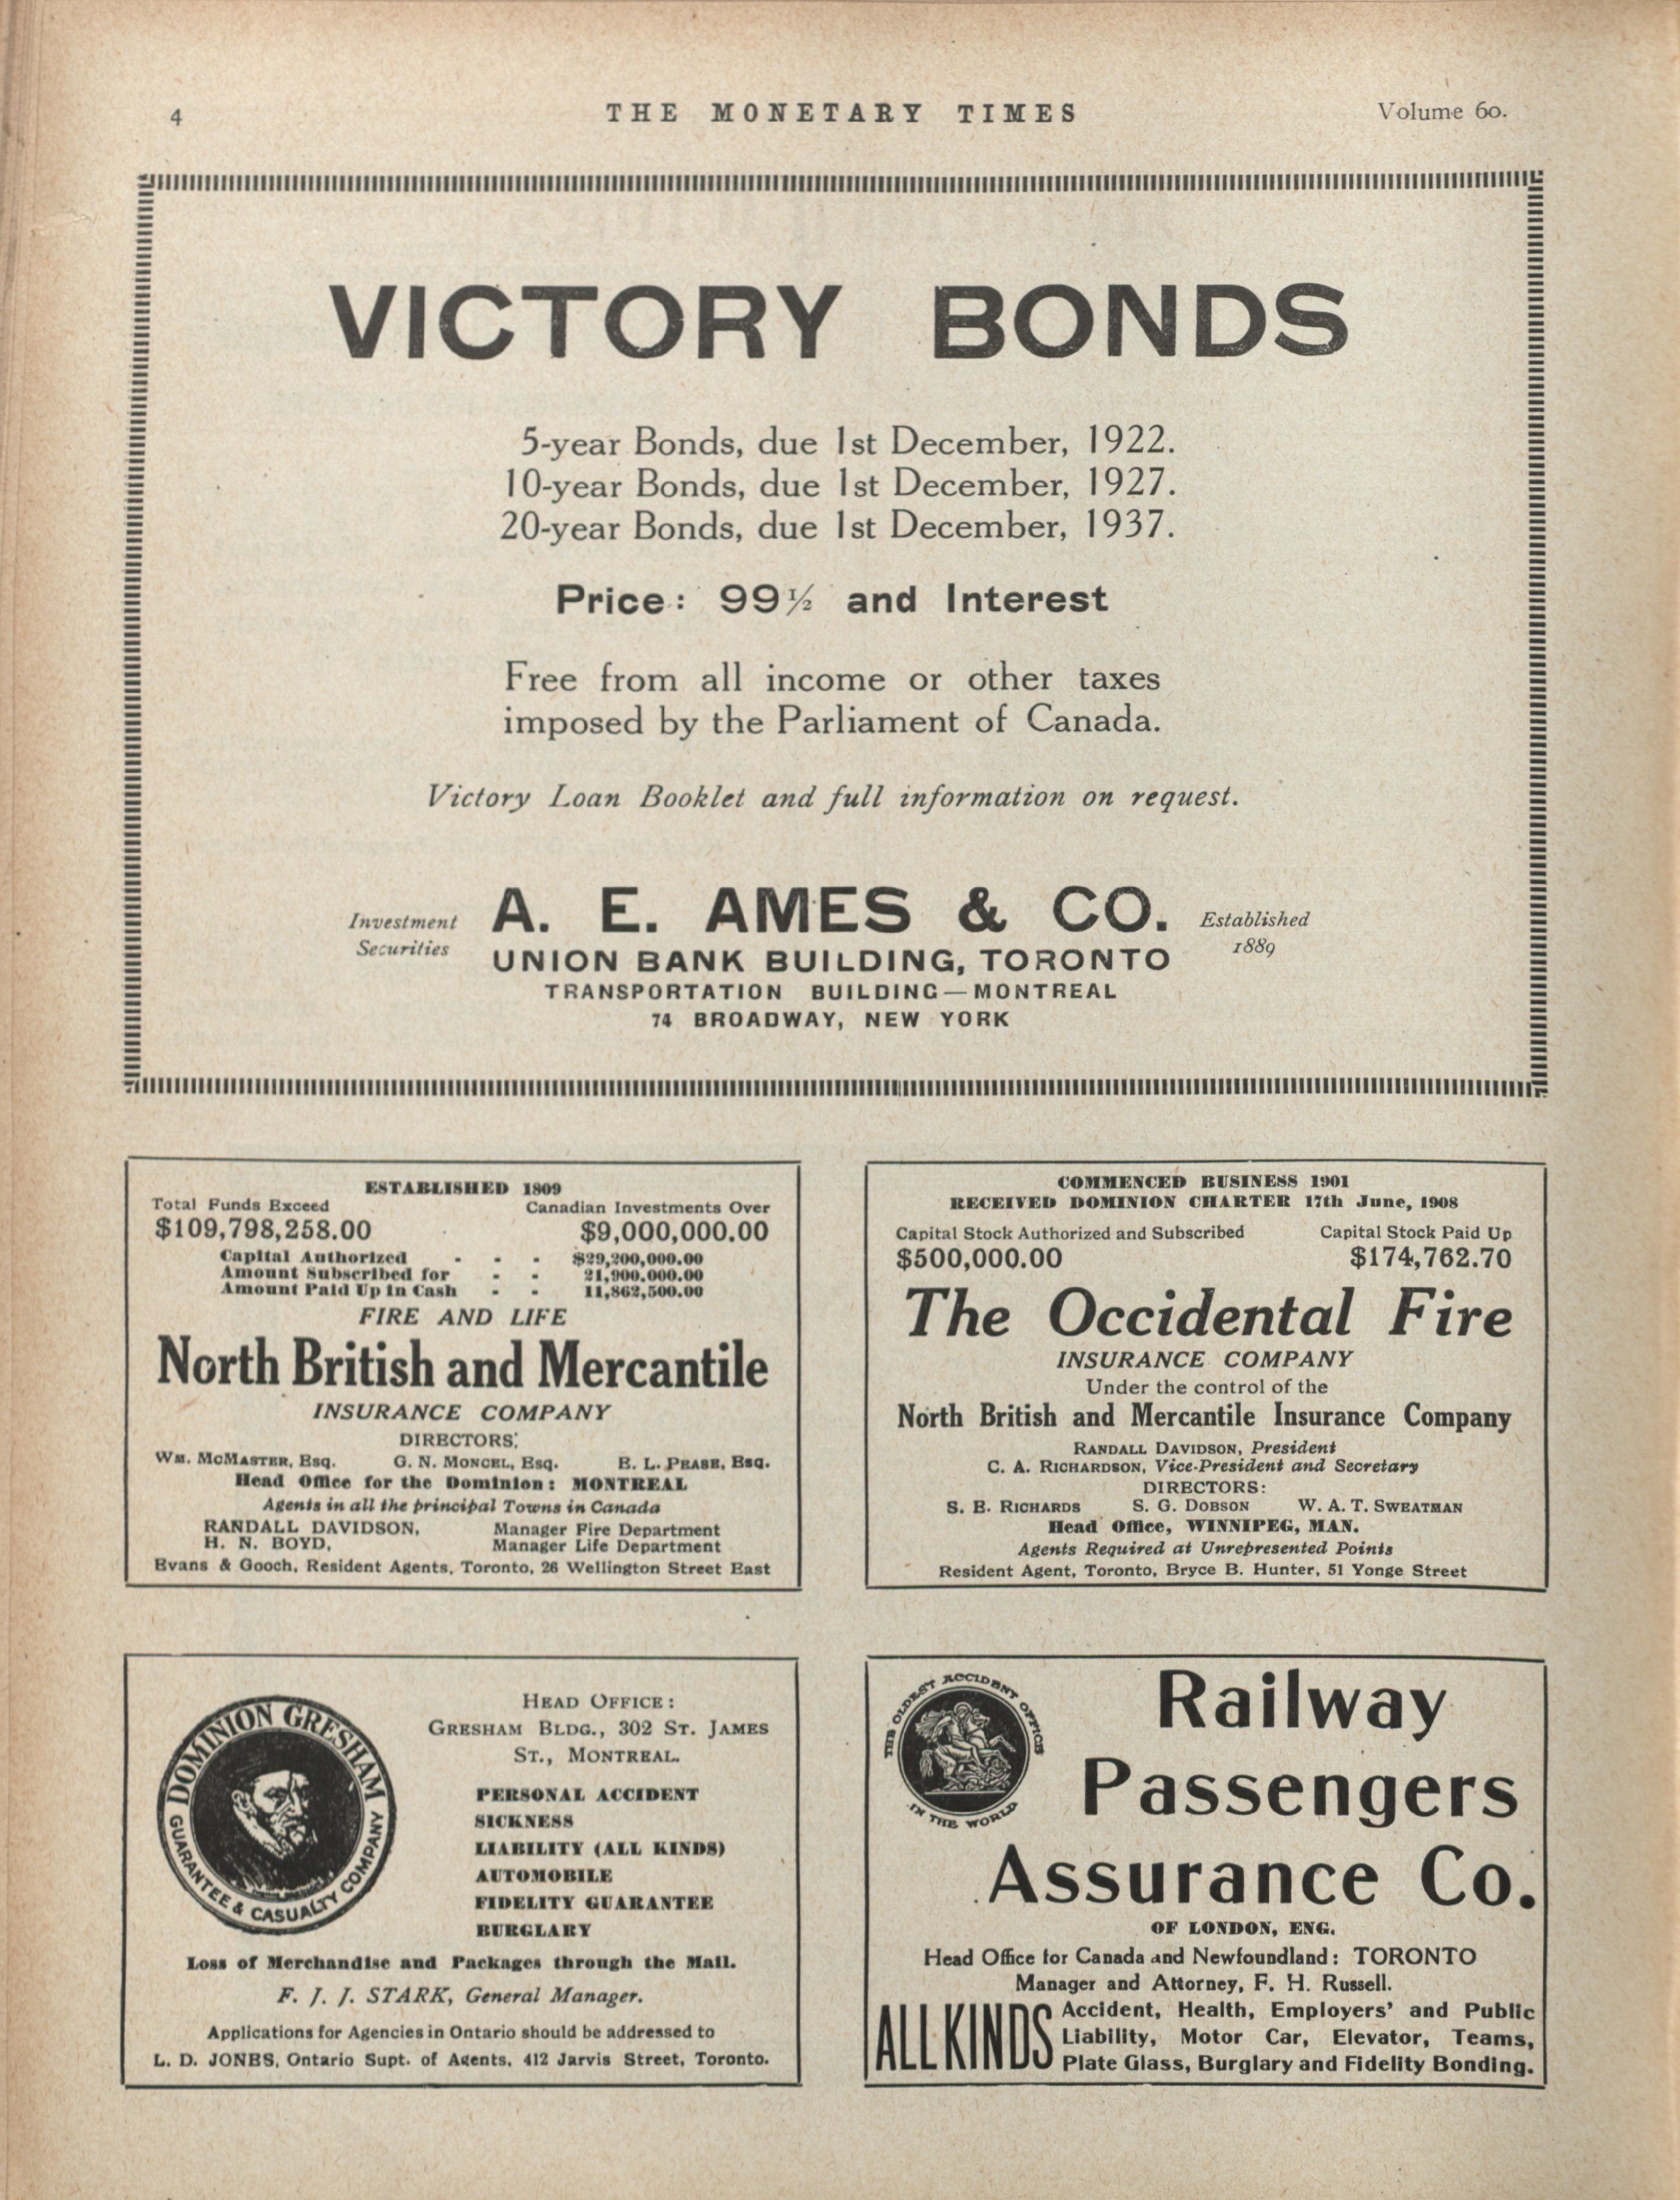 4
THE MONETARY TIMES
Volume 60.
VICTORY BONDS
5-year Bonds, due 1st December, 1922.
10-year Bonds, due 1st December, 1927.
20-year Bonds, due 1st December, 1937.
Price: 99½ and Interest
Free from all income or other taxes
imposed by the Parliament of Canada.
Victory Loan Booklet and full information on request.
Investment
Securities
A. E. AMES & CO.
Established
1889
UNION BANK BUILDING, TORONTO
TRANSPORTATION BUILDING—MONTREAL
74 BROADWAY, NEW YORK
ESTABLISHED 1809
Total Funds Exceed
Canadian Investments Over
$109,798,258.00
$9,000,000.00
Capital Authorized - - - $29,200,000.00
Amount Subscribed for - - 21,900,000.00
Amount Paid Up in Cash - - 11,862,500.00
FIRE AND LIFE
North British and Mercantile
INSURANCE COMPANY
DIRECTORS:
WM. MCMASTER, Esq. G. N. MONCEL, Esq. E. L. PEASE, Esq.
Head Office for the Dominion: MONTREAL
Agents in all the principal Towns in Canada
RANDALL DAVIDSON, Manager Fire Department
H. N. BOYD, Manager Life Department
Evans & Gooch, Resident Agents, Toronto, 26 Wellington Street East
COMMENCED BUSINESS 1901
RECEIVED DOMINION CHARTER 17th June, 1908
Capital Stock Authorized and Subscribed
Capital Stock Paid Up
$500,000.00
$174,762.70
The Occidental Fire
INSURANCE COMPANY
Under the control of the
North British and Mercantile Insurance Company
RANDALL DAVIDSON, President
C. A. RICHARDSON, Vice-President and Secretary
DIRECTORS:
S. E. RICHARDS S. G. DOBSON W. A. T. SWEATMAN
Head Office, WINNIPEG, MAN.
Agents Required at Unrepresented Points
Resident Agent, Toronto, Bryce B. Hunter, 51 Yonge Street
DOMINION GRESHAM
GUARANTEE & CASUALTY COMPANY
HEAD OFFICE:
GRESHAM BLDG., 302 ST. JAMES
ST., MONTREAL.
PERSONAL ACCIDENT
SICKNESS
LIABILITY (ALL KINDS)
AUTOMOBILE
FIDELITY GUARANTEE
BURGLARY
Loss of Merchandise and Packages through the Mail.
F. J. J. STARK, General Manager.
Applications for Agencies in Ontario should be addressed to
L. D. JONES, Ontario Supt. of Agents, 412 Jarvis Street, Toronto.
THE OLDEST ACCIDENT OFFICE
IN THE WORLD
Railway
Passengers
Assurance Co.
OF LONDON, ENG.
Head Office for Canada and Newfoundland: TORONTO
Manager and Attorney, F. H. Russell.
ALL KINDS
Accident, Health, Employers' and Public
Liability, Motor Car, Elevator, Teams,
Plate Glass, Burglary and Fidelity Bonding.